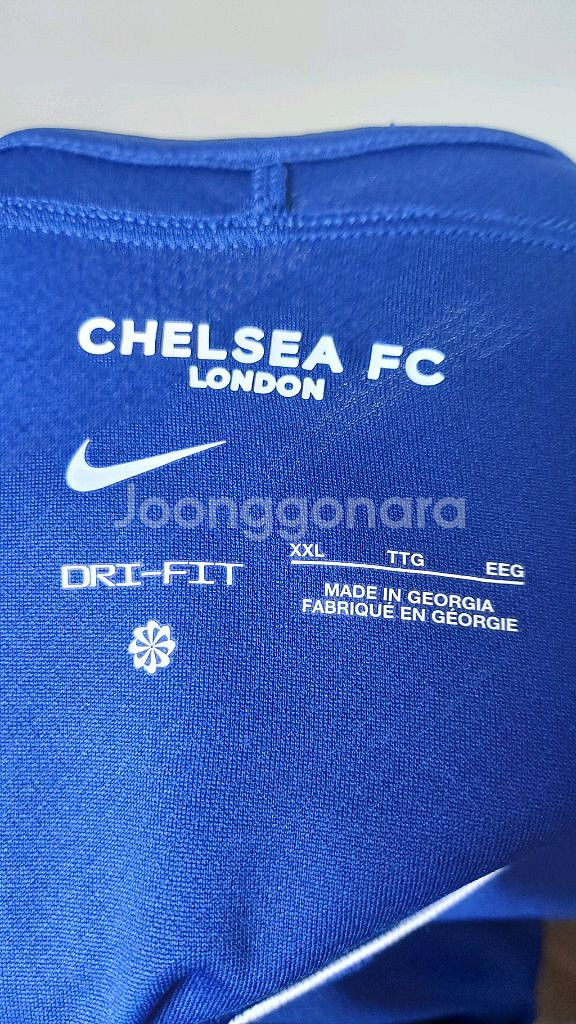 CHELSEA FC
LONDON
Joonggonara
DRI-FIT
XXL TTG EEG
MADE IN GEORGIA
FABRIQUÉ EN GÉORGIE